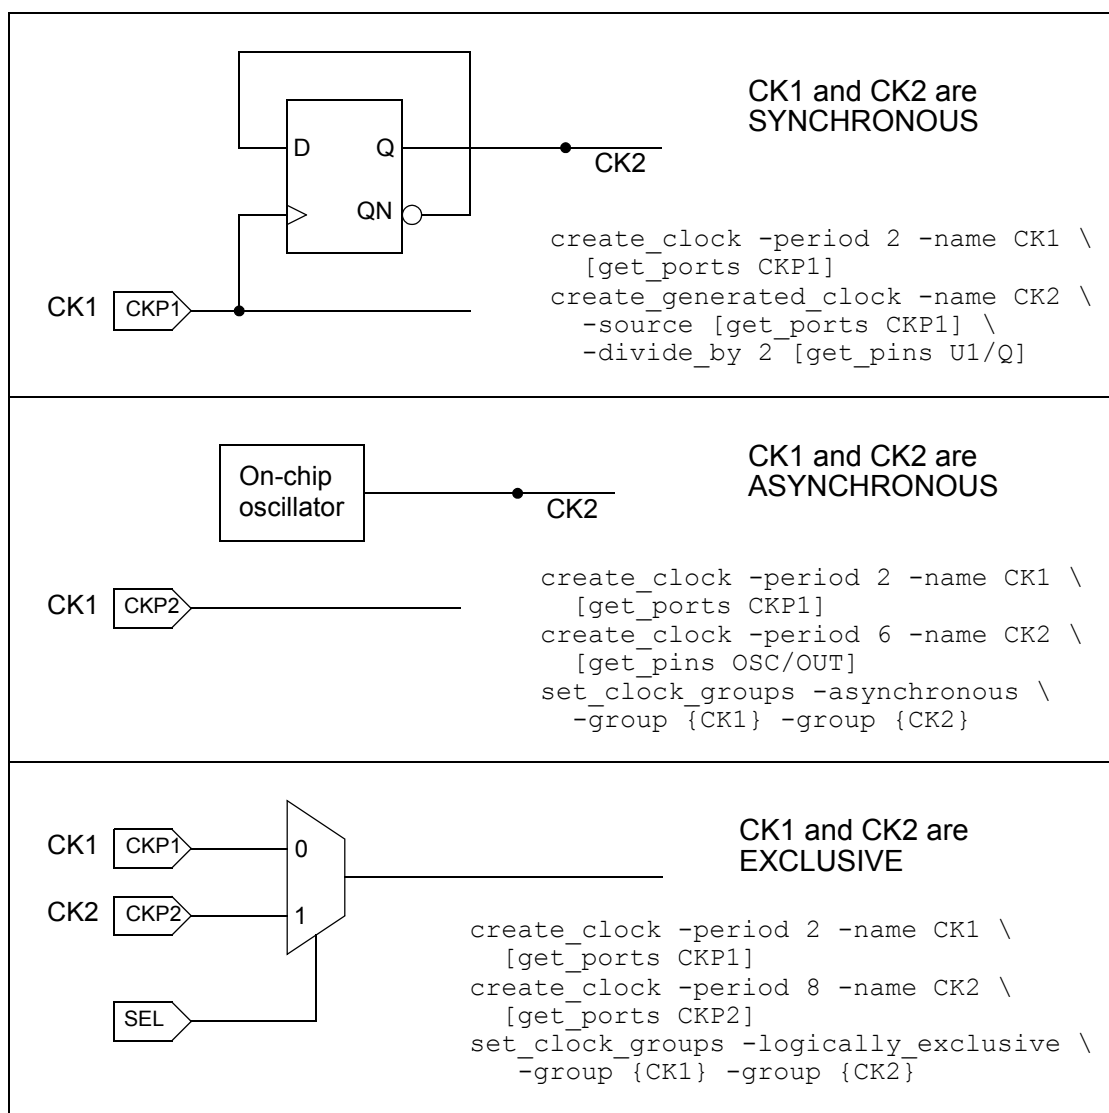 CK1 and CK2 are
SYNCHRONOUS
D
Q
CK2
QN
create_clock -period 2 -name CK1 \
[get_ports CKP1]
create_generated_clock -name CK2 \
-source [get_ports CKP1] \
-divide_by 2 [get_pins U1/Q]
CK1
CKP1
CK1 and CK2 are
ASYNCHRONOUS
On-chip
oscillator
CK2
create_clock -period 2 -name CK1 \
[get_ports CKP1]
create_clock -period 6 -name CK2 \
[get_pins OSC/OUT]
set_clock_groups -asynchronous \
-group {CK1} -group {CK2}
CK1
CKP2
CK1 and CK2 are
EXCLUSIVE
CK1
CKP1
0
CK2
CKP2
1
SEL
create_clock -period 2 -name CK1 \
[get_ports CKP1]
create_clock -period 8 -name CK2 \
[get_ports CKP2]
set_clock_groups -logically_exclusive \
-group {CK1} -group {CK2}